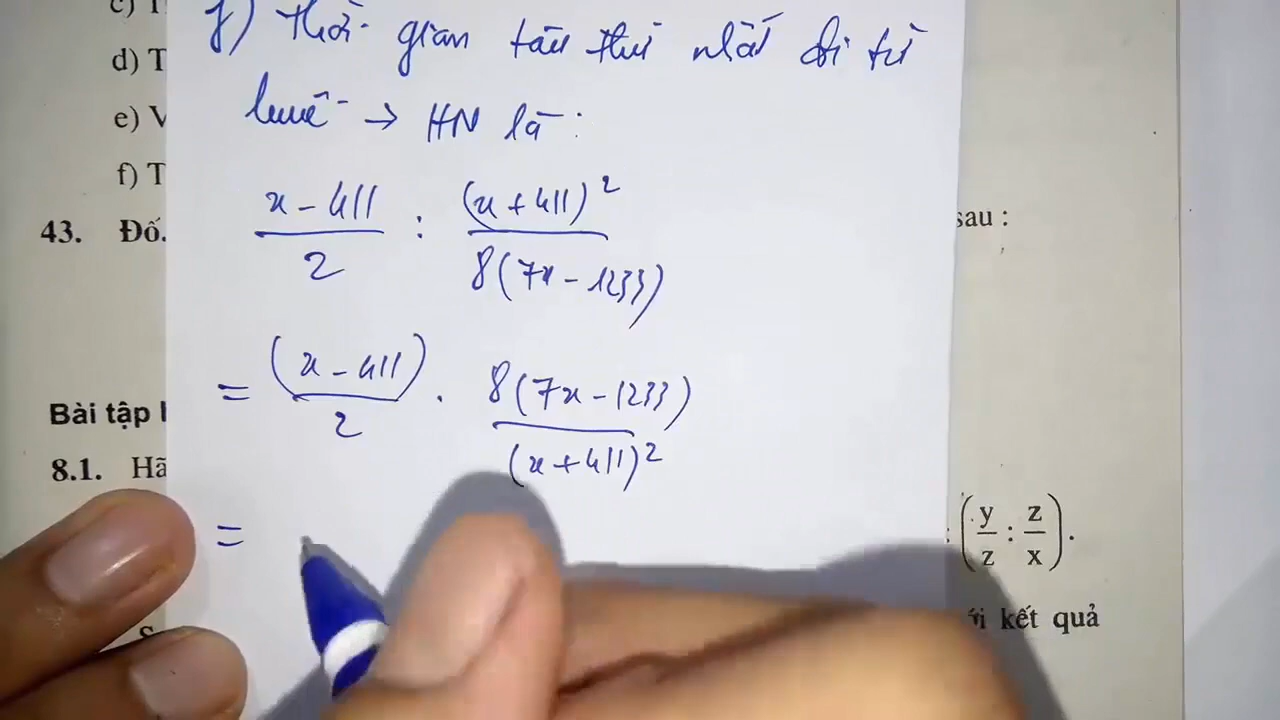 c) T
f) Thời gian tàu thứ nhất đi từ
d) T
Huế → HN là:
e) V
f) T
x - 411 / 2 : (x + 411)² / 8(7x - 1233)
43. Đố. sau :
= (x - 411) / 2 . 8(7x - 1233) / (x + 411)²
Bài tập
8.1. Hã
= : (y/z : z/x).
ới kết quả